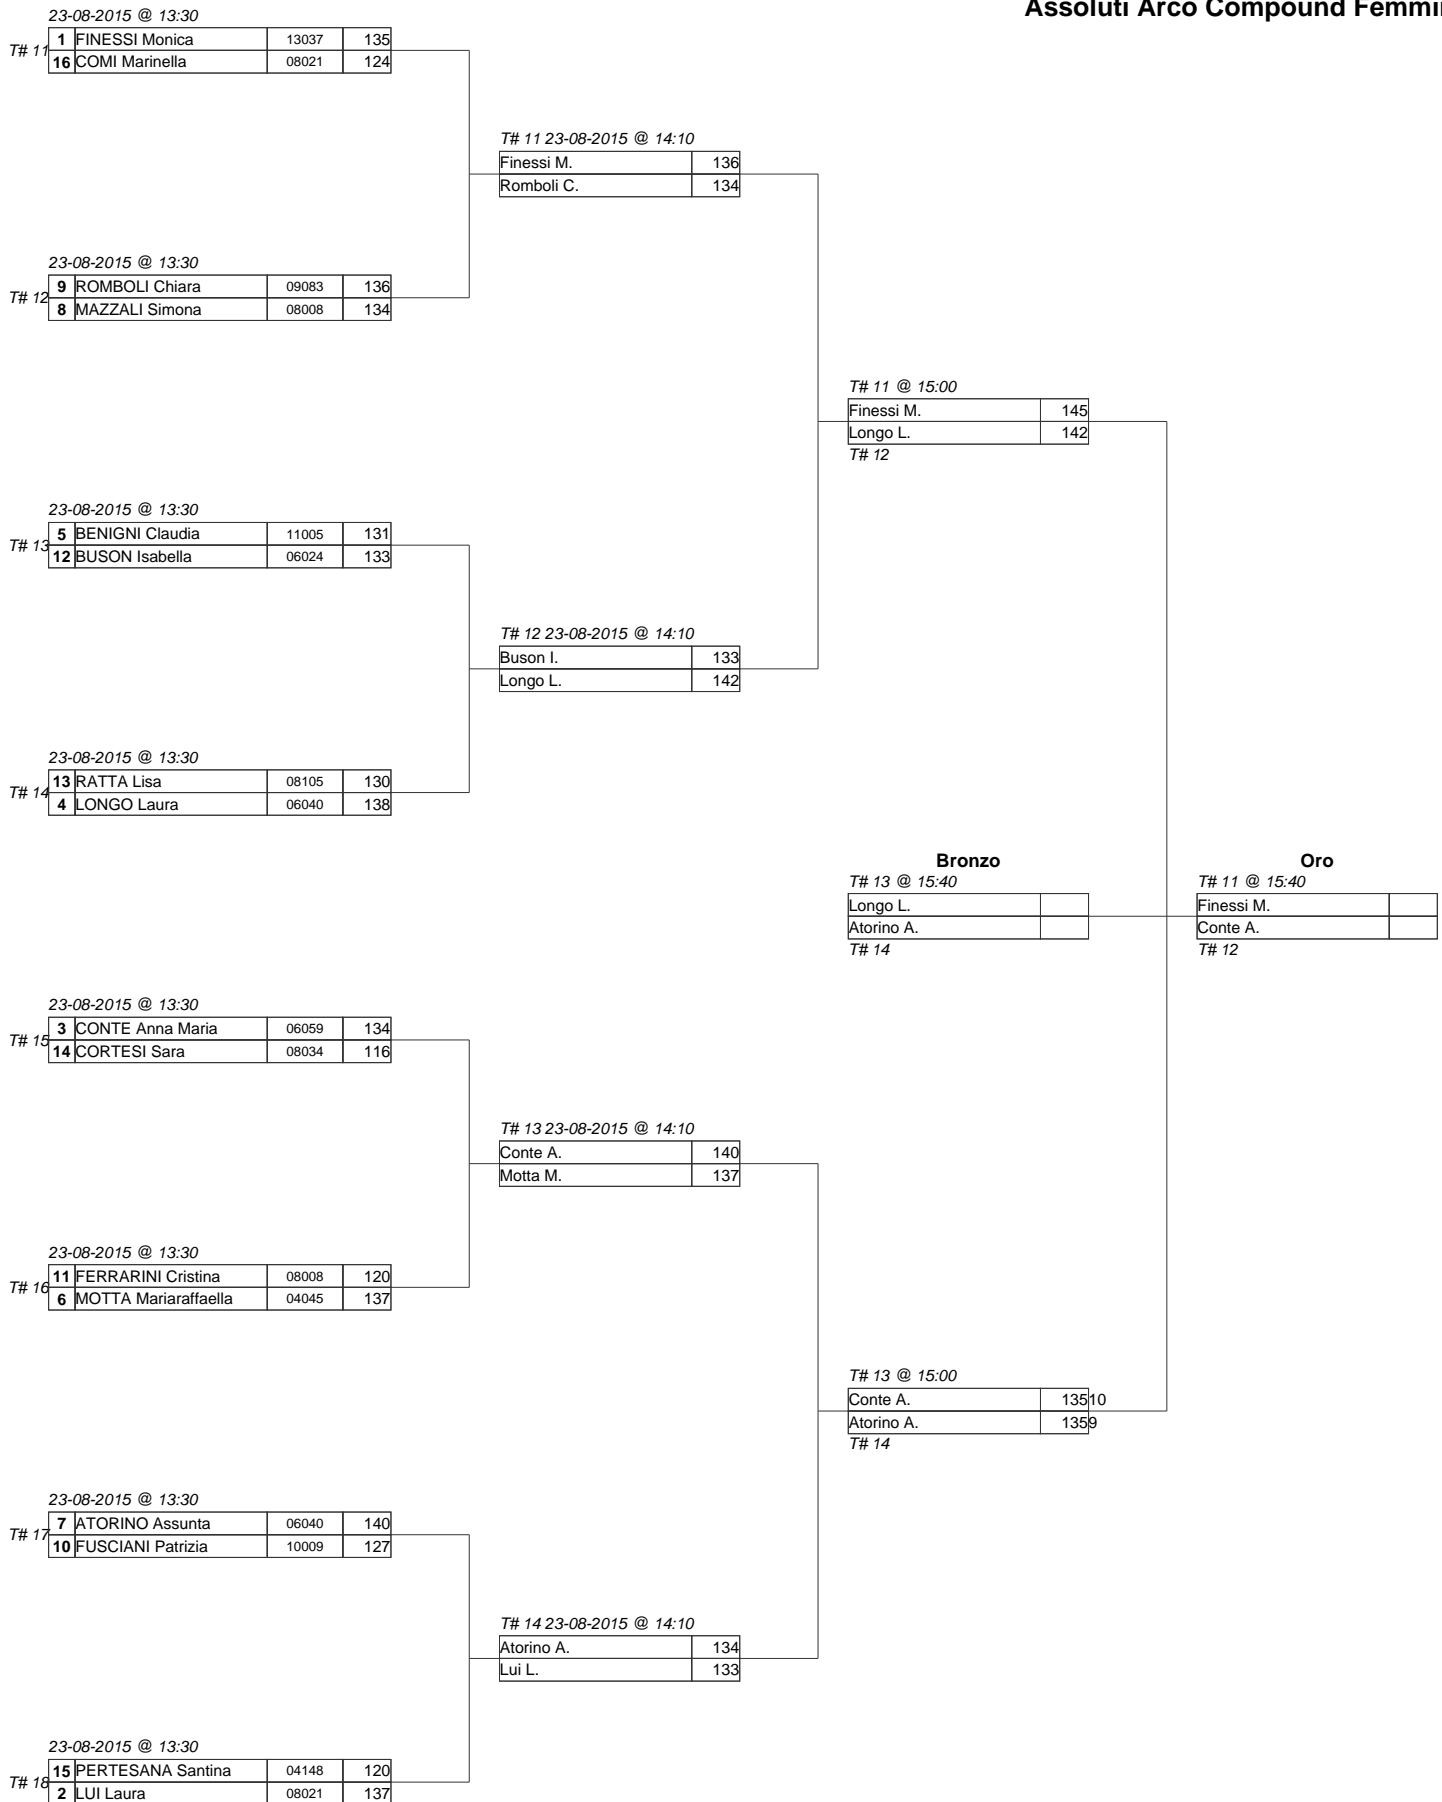 Assoluti Arco Compound Femmi
23-08-2015 @ 13:30
T# 11
1 FINESSI Monica 13037 135
16 COMI Marinella 08021 124
T# 11 23-08-2015 @ 14:10
Finessi M. 136
Romboli C. 134
23-08-2015 @ 13:30
T# 12
9 ROMBOLI Chiara 09083 136
8 MAZZALI Simona 08008 134
T# 11 @ 15:00
Finessi M. 145
Longo L. 142
T# 12
23-08-2015 @ 13:30
T# 13
5 BENIGNI Claudia 11005 131
12 BUSON Isabella 06024 133
T# 12 23-08-2015 @ 14:10
Buson I. 133
Longo L. 142
23-08-2015 @ 13:30
T# 14
13 RATTA Lisa 08105 130
4 LONGO Laura 06040 138
Bronzo
T# 13 @ 15:40
Longo L.
Atorino A.
T# 14
Oro
T# 11 @ 15:40
Finessi M.
Conte A.
T# 12
23-08-2015 @ 13:30
T# 15
3 CONTE Anna Maria 06059 134
14 CORTESI Sara 08034 116
T# 13 23-08-2015 @ 14:10
Conte A. 140
Motta M. 137
23-08-2015 @ 13:30
T# 16
11 FERRARINI Cristina 08008 120
6 MOTTA Mariaraffaella 04045 137
T# 13 @ 15:00
Conte A. 135 10
Atorino A. 135 9
T# 14
23-08-2015 @ 13:30
T# 17
7 ATORINO Assunta 06040 140
10 FUSCIANI Patrizia 10009 127
T# 14 23-08-2015 @ 14:10
Atorino A. 134
Lui L. 133
23-08-2015 @ 13:30
T# 18
15 PERTESANA Santina 04148 120
2 LUI Laura 08021 137